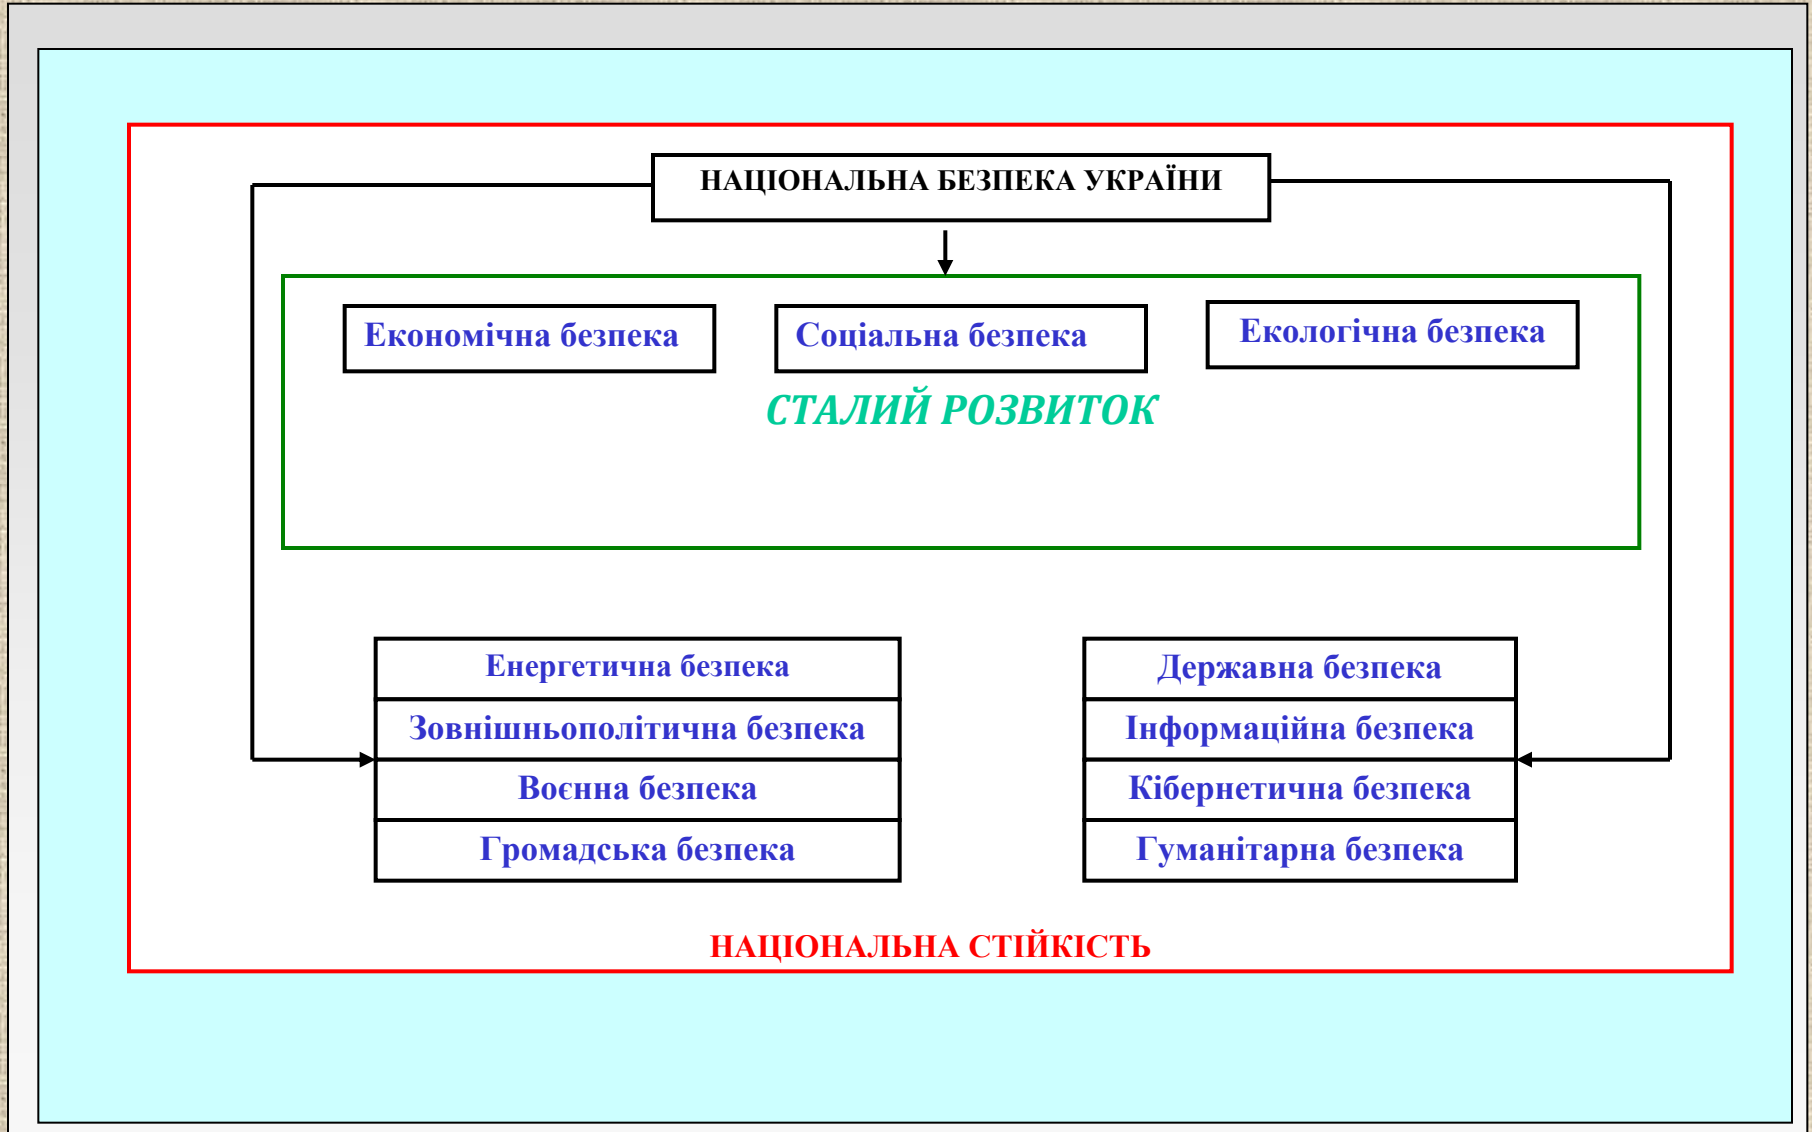 НАЦІОНАЛЬНА БЕЗПЕКА УКРАЇНИ
Економічна безпека
Соціальна безпека
Екологічна безпека
СТАЛИЙ РОЗВИТОК
Енергетична безпека
Зовнішньополітична безпека
Воєнна безпека
Громадська безпека
Державна безпека
Інформаційна безпека
Кібернетична безпека
Гуманітарна безпека
НАЦІОНАЛЬНА СТІЙКІСТЬ